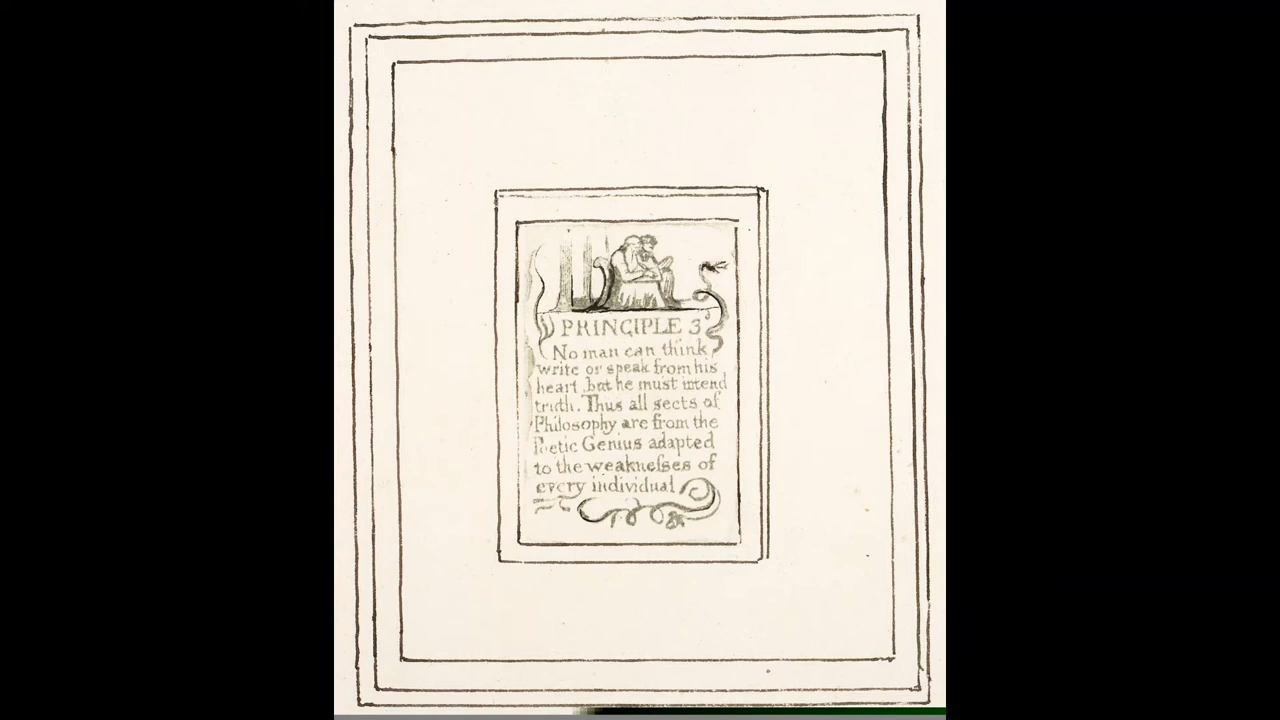 PRINCIPLE 3ᵈ
No man can think
write or speak from his
heart, but he must intend
truth. Thus all sects of
Philosophy are from the
Poetic Genius adapted
to the weakneſses of
every individual